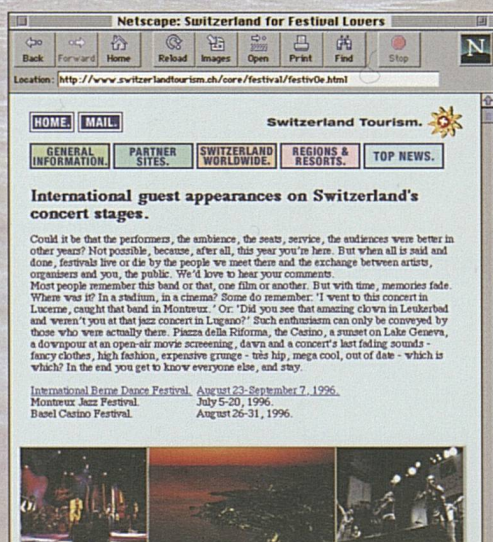 Netscape: Switzerland for Festival Lovers
Back Forward Home Reload Images Open Print Find Stop
N
Location: http://www.switzerlandtourism.ch/core/festival/festiv0e.html
HOME. MAIL. Switzerland Tourism.
GENERAL INFORMATION. PARTNER SITES. SWITZERLAND WORLDWIDE. REGIONS & RESORTS. TOP NEWS.
International guest appearances on Switzerland's
concert stages.
Could it be that the performers, the ambience, the seats, service, the audiences were better in
other years? Not possible, because, after all, this year you're here. But when all is said and
done, festivals live or die by the people we meet there and the exchange between artists,
organisers and you, the public. We'd love to hear your comments.
Most people remember this band or that, one film or another. But with time, memories fade.
Where was it? In a stadium, in a cinema? Some do remember: 'I went to this concert in
Lucerne, caught that band in Montreux. ' Or: 'Did you see that amazing clown in Leukerbad
and weren't you at that jazz concert in Lugano?' Such enthusiasm can only be conveyed by
those who were actually there. Piazza della Riforma, the Casino, a sunset on Lake Geneva,
a downpour at an open-air movie screeening, dawn and a concert's last fading sounds -
fancy clothes, high fashion, expensive grunge - très hip, mega cool, out of date - which is
which? In the end you get to know everyone else, and stay.
International Berne Dance Festival. August 23-September 7, 1996.
Montreux Jazz Festival. July 5-20, 1996.
Basel Casino Festival. August 26-31, 1996.